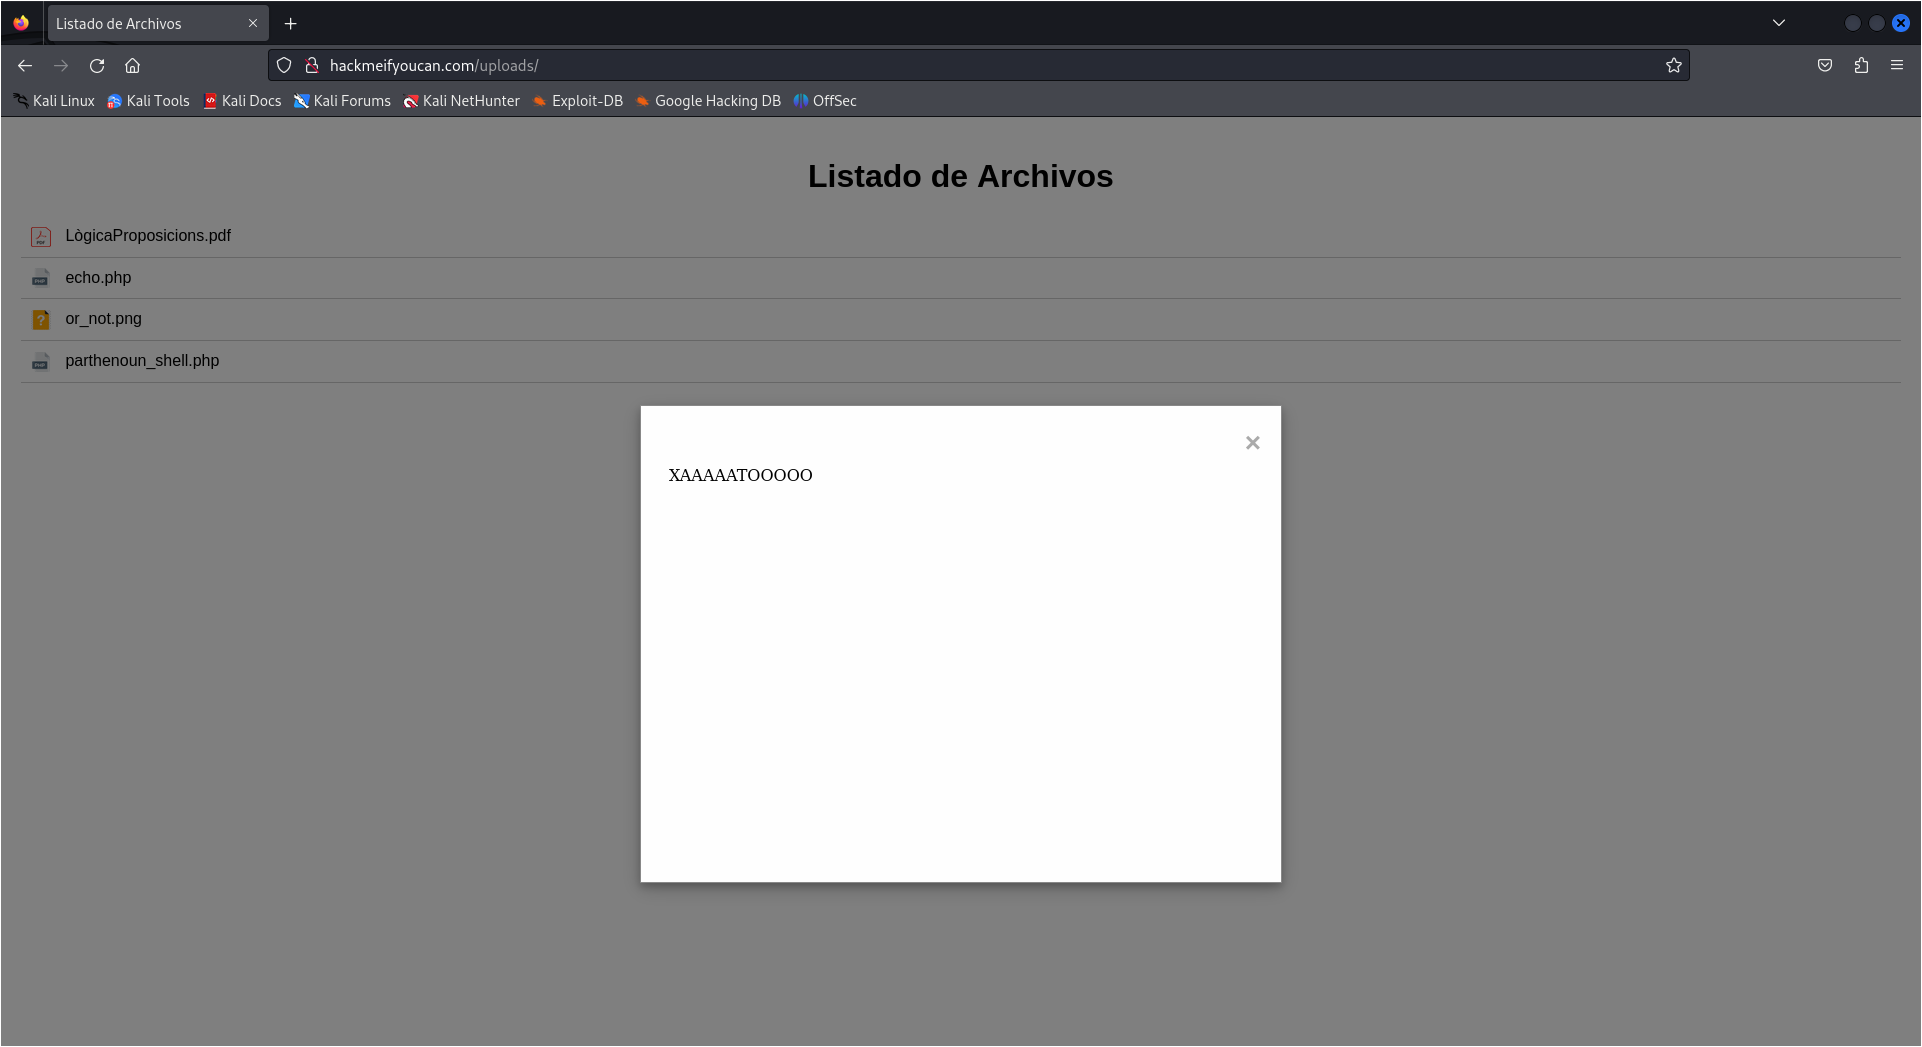 Listado de Archivos
hackmeifyoucan.com/uploads/
Kali Linux Kali Tools Kali Docs Kali Forums Kali NetHunter Exploit-DB Google Hacking DB OffSec
Listado de Archivos
LògicaProposicions.pdf
echo.php
or_not.png
parthenoun_shell.php
XAAAAATOOOOO